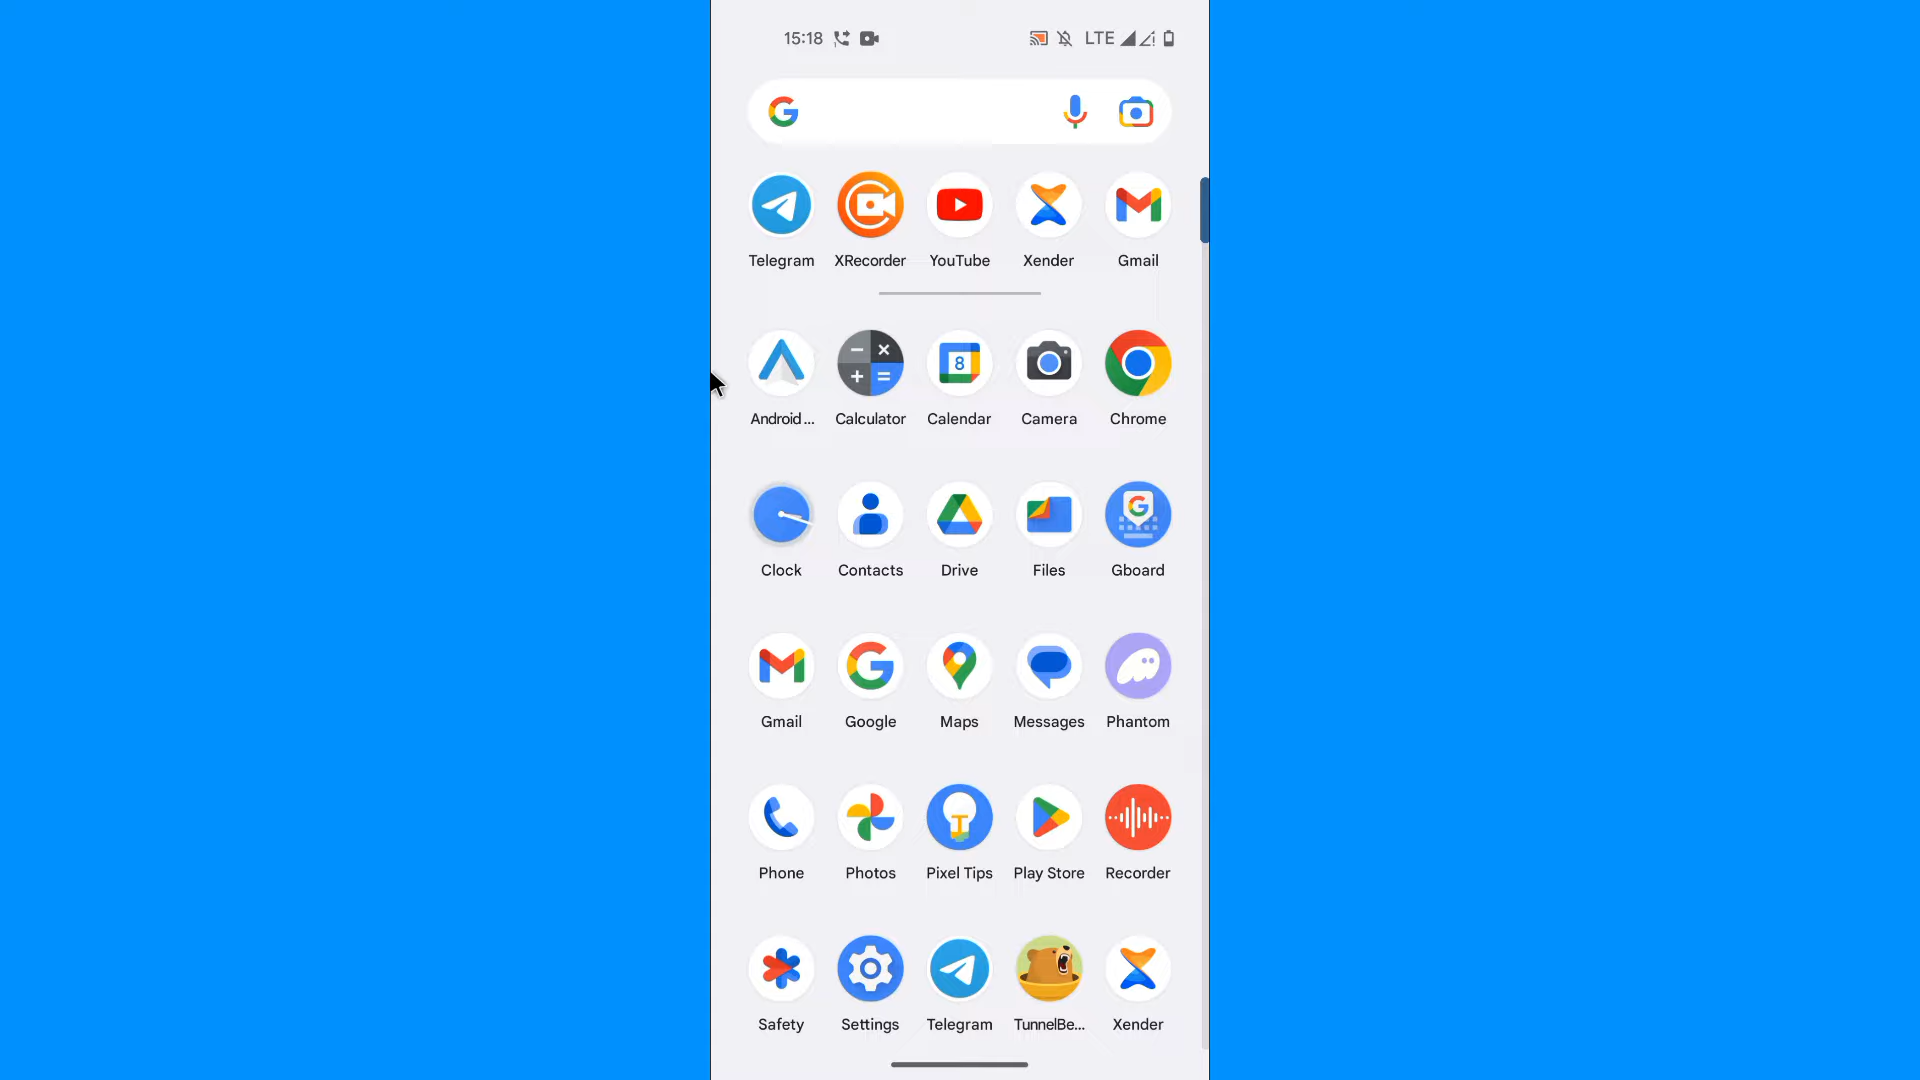 15:18 LTE
Telegram XRecorder YouTube Xender Gmail
Android... Calculator Calendar Camera Chrome
8
Clock Contacts Drive Files Gboard
Gmail Google Maps Messages Phantom
Phone Photos Pixel Tips Play Store Recorder
Safety Settings Telegram TunnelBe... Xender